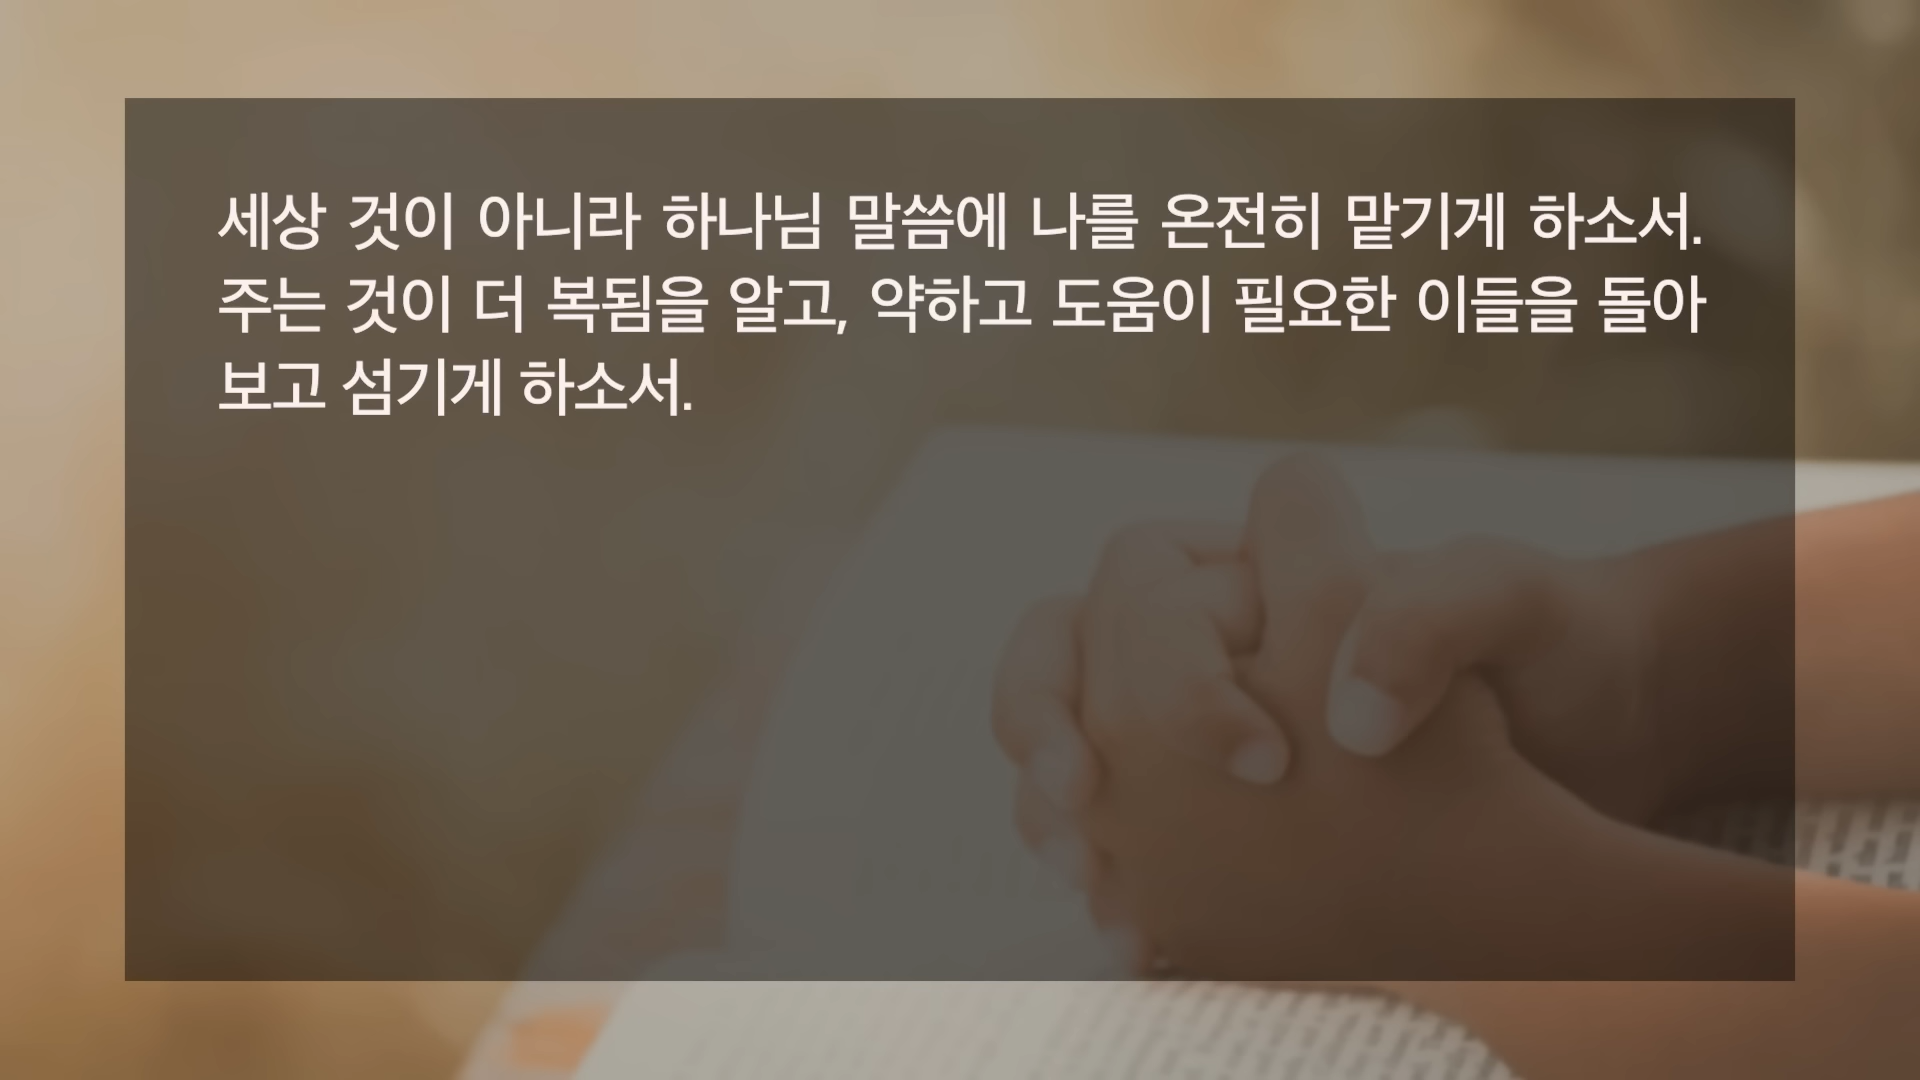 세상 것이 아니라 하나님 말씀에 나를 온전히 맡기게 하소서.
주는 것이 더 복됨을 알고, 약하고 도움이 필요한 이들을 돌아
보고 섬기게 하소서.